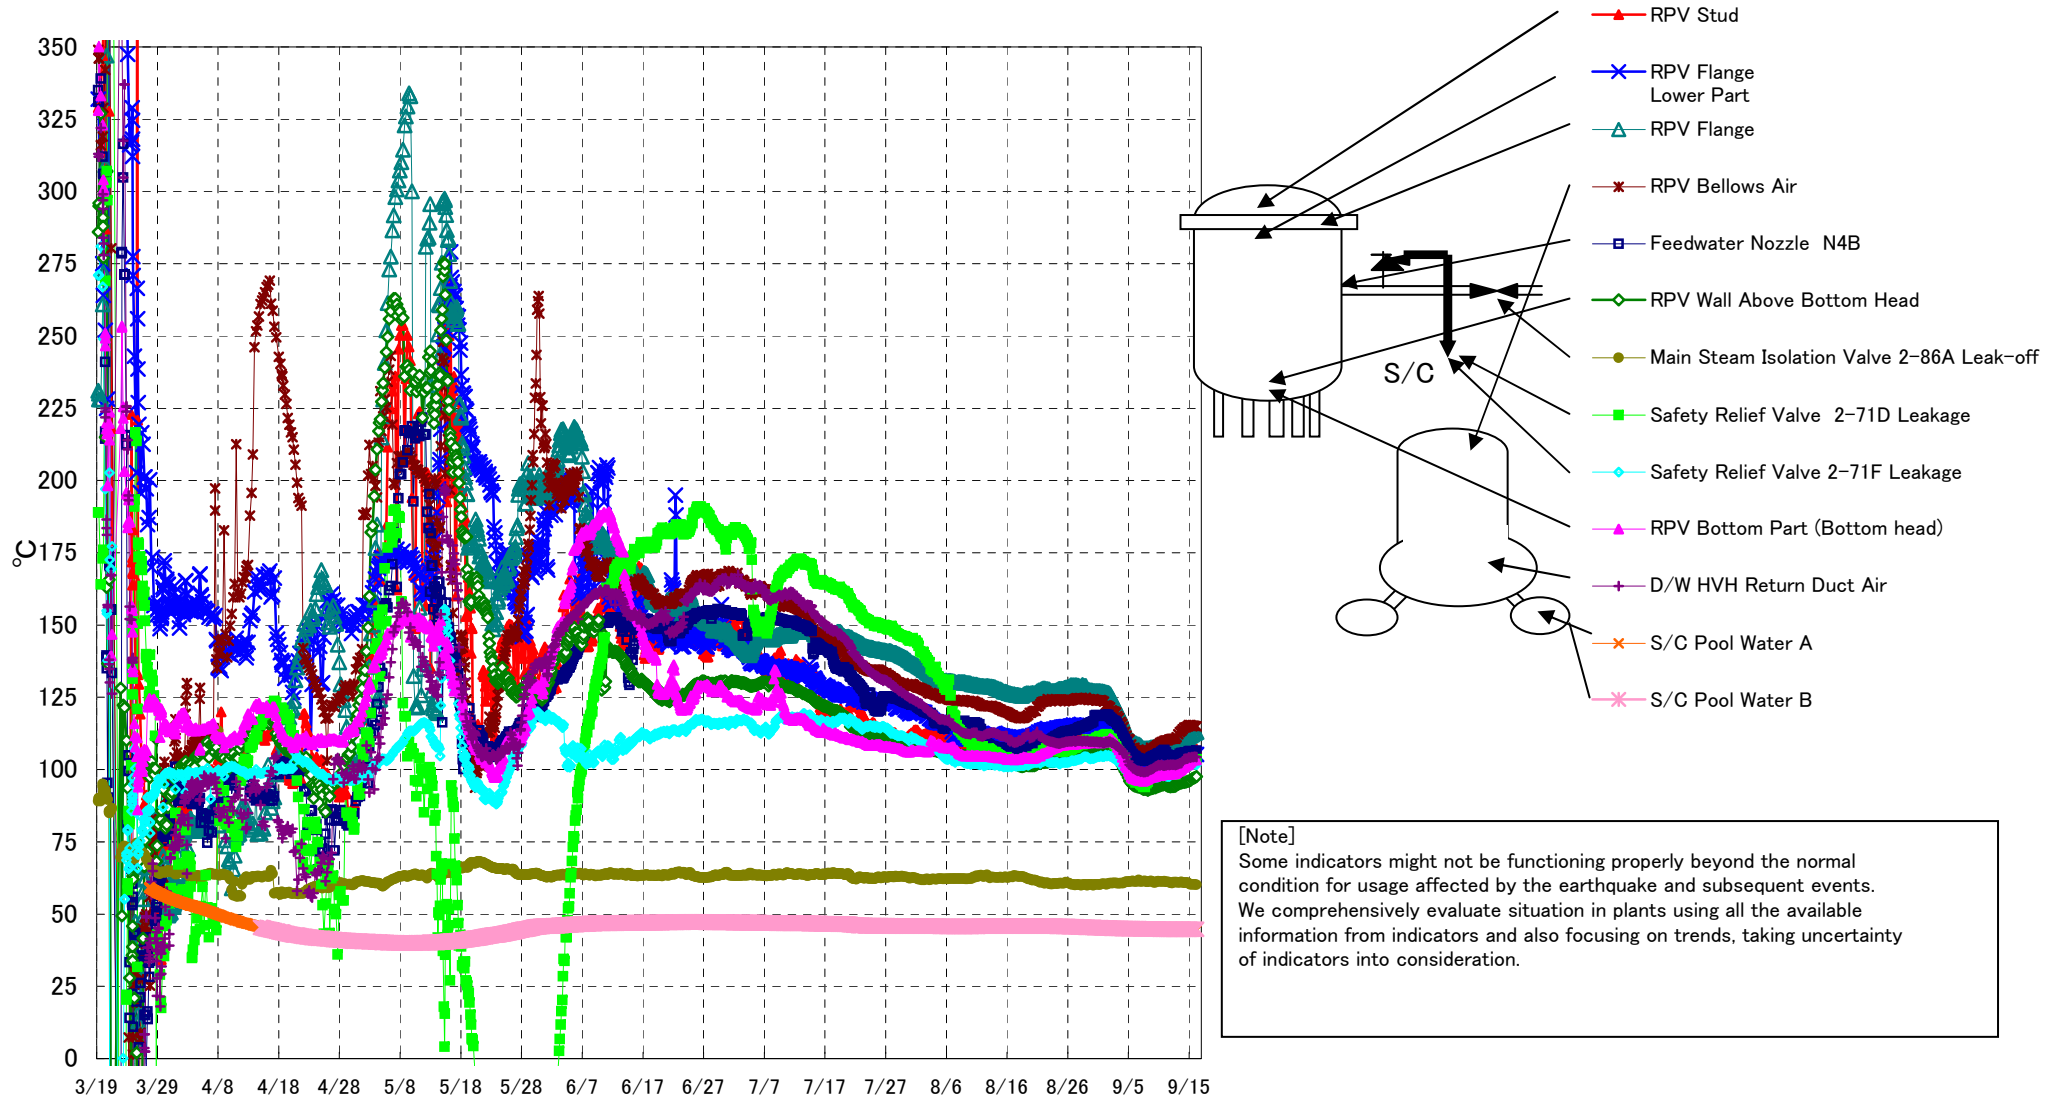 350
325
300
275
250
225
200
175
150
125
100
75
50
25
0
℃
3/19 3/29 4/8 4/18 4/28 5/8 5/18 5/28 6/7 6/17 6/27 7/7 7/17 7/27 8/6 8/16 8/26 9/5 9/15
RPV Stud
RPV Flange
Lower Part
RPV Flange
RPV Bellows Air
Feedwater Nozzle N4B
RPV Wall Above Bottom Head
Main Steam Isolation Valve 2-86A Leak-off
Safety Relief Valve 2-71D Leakage
Safety Relief Valve 2-71F Leakage
RPV Bottom Part (Bottom head)
D/W HVH Return Duct Air
S/C Pool Water A
S/C Pool Water B
S/C
[Note]
Some indicators might not be functioning properly beyond the normal
condition for usage affected by the earthquake and subsequent events.
We comprehensively evaluate situation in plants using all the available
information from indicators and also focusing on trends, taking uncertainty
of indicators into consideration.